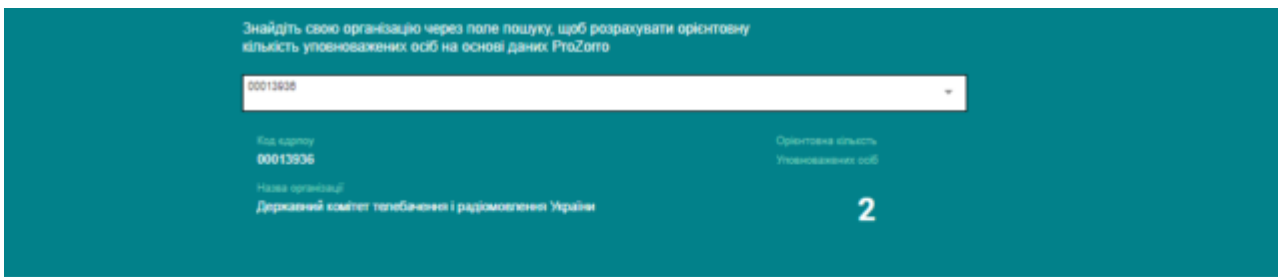 Знайдіть свою організацію через поле пошуку, щоб розрахувати орієнтовну
кількість уповноважених осіб на основі даних ProZorro
00013936
Код єдрпоу
00013936
Орієнтовна кількість
Уповноважених осіб
Назва організації
Державний комітет телебачення і радіомовлення України
2